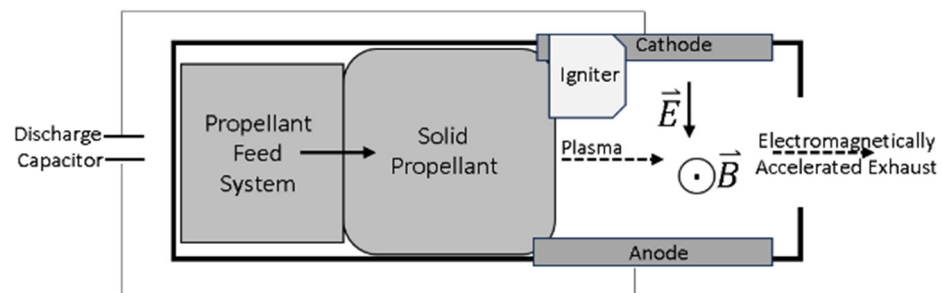 Cathode
Igniter
Propellant
Feed
System
Solid
Propellant
Discharge
Capacitor
Plasma
E
B
Electromagnetically
Accelerated Exhaust
Anode